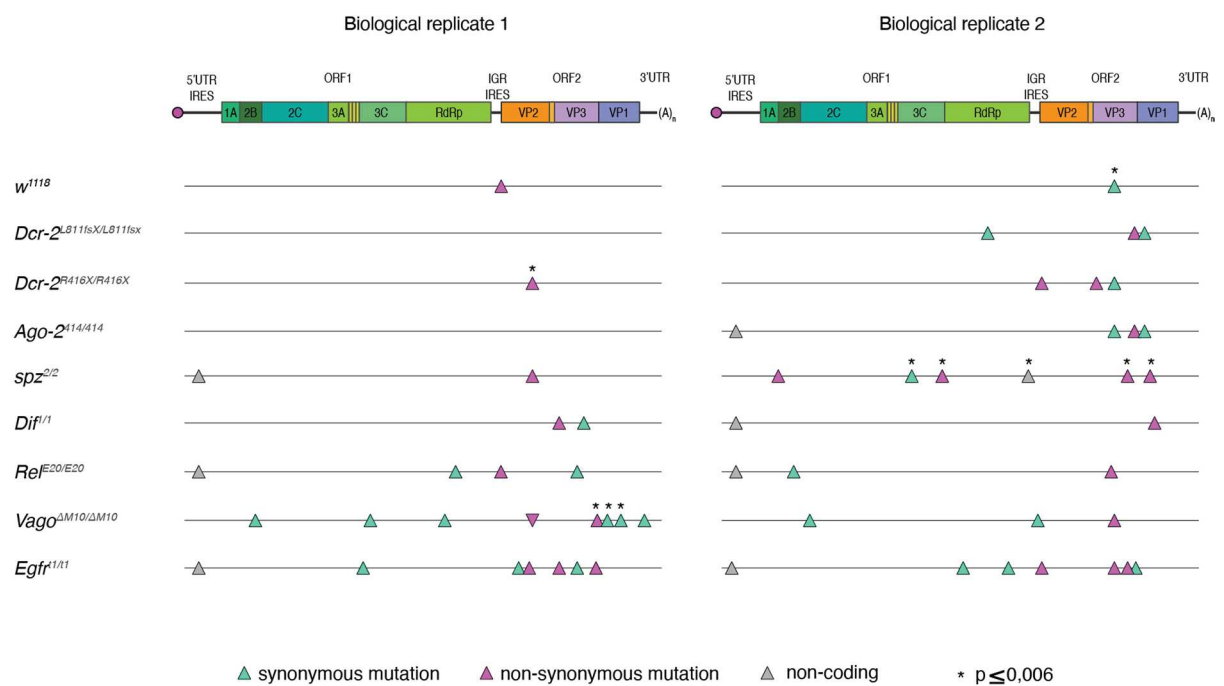 Biological replicate 1 Biological replicate 2
5'UTR IRES ORF1 IGR IRES ORF2 3'UTR 5'UTR IRES ORF1 IGR IRES ORF2 3'UTR
1A 2B 2C 3A 3C RdRp VP2 VP3 VP1 (A)n 1A 2B 2C 3A 3C RdRp VP2 VP3 VP1 (A)n
*
w1118
Dcr-2L811fsX/L811fsx
*
Dcr-2R416X/R416X
Ago-2414/414
* * * * *
spz2/2
Dif1/1
RelE20/E20
* * *
VagoΔM10/ΔM10
Egfrt1/t1
synonymous mutation non-synonymous mutation non-coding * p≤0,006